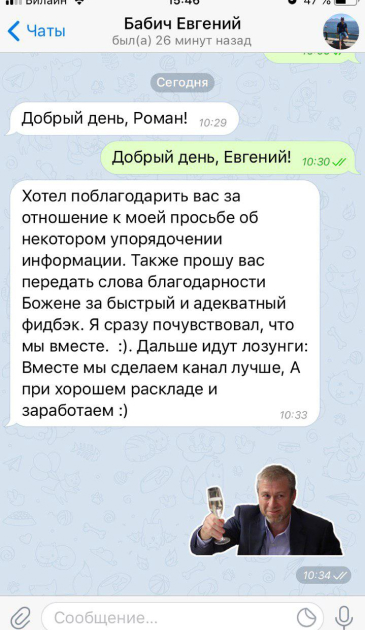 Билайн 15:46 47 %
Чаты
Бабич Евгений
был(а) 26 минут назад
Сегодня
Добрый день, Роман! 10:29
Добрый день, Евгений! 10:30
Хотел поблагодарить вас за
отношение к моей просьбе об
некотором упорядочении
информации. Также прошу вас
передать слова благодарности
Божене за быстрый и адекватный
фидбэк. Я сразу почувствовал, что
мы вместе. :). Дальше идут лозунги:
Вместе мы сделаем канал лучше, А
при хорошем раскладе и
заработаем :) 10:33
10:34
Сообщение...